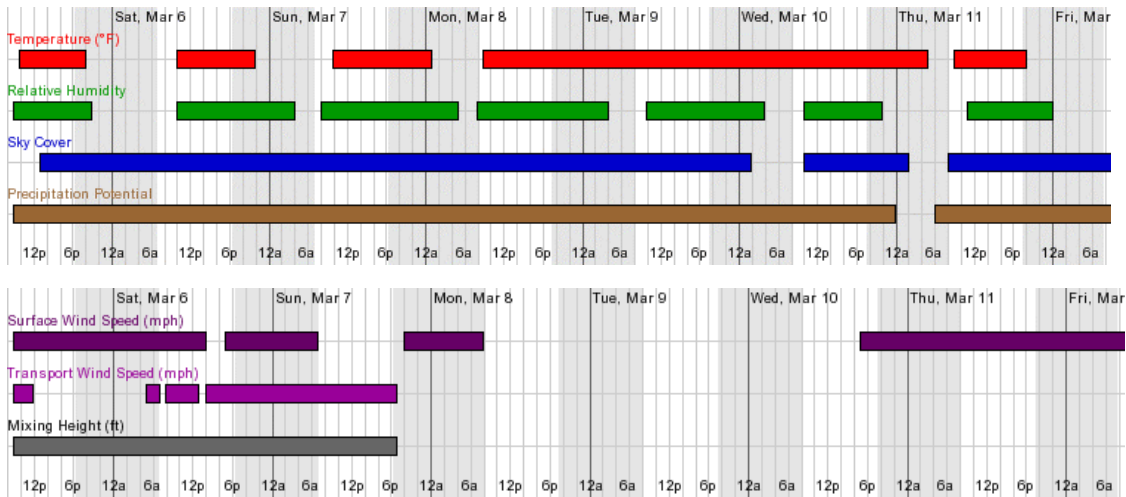 Sat, Mar 6 Sun, Mar 7 Mon, Mar 8 Tue, Mar 9 Wed, Mar 10 Thu, Mar 11 Fri, Mar
Temperature (°F)
Relative Humidity
Sky Cover
Precipitation Potential
12p 6p 12a 6a 12p 6p 12a 6a 12p 6p 12a 6a 12p 6p 12a 6a 12p 6p 12a 6a 12p 6p 12a 6a 12p 6p 12a 6a
Sat, Mar 6 Sun, Mar 7 Mon, Mar 8 Tue, Mar 9 Wed, Mar 10 Thu, Mar 11 Fri, Mar
Surface Wind Speed (mph)
Transport Wind Speed (mph)
Mixing Height (ft)
12p 6p 12a 6a 12p 6p 12a 6a 12p 6p 12a 6a 12p 6p 12a 6a 12p 6p 12a 6a 12p 6p 12a 6a 12p 6p 12a 6a